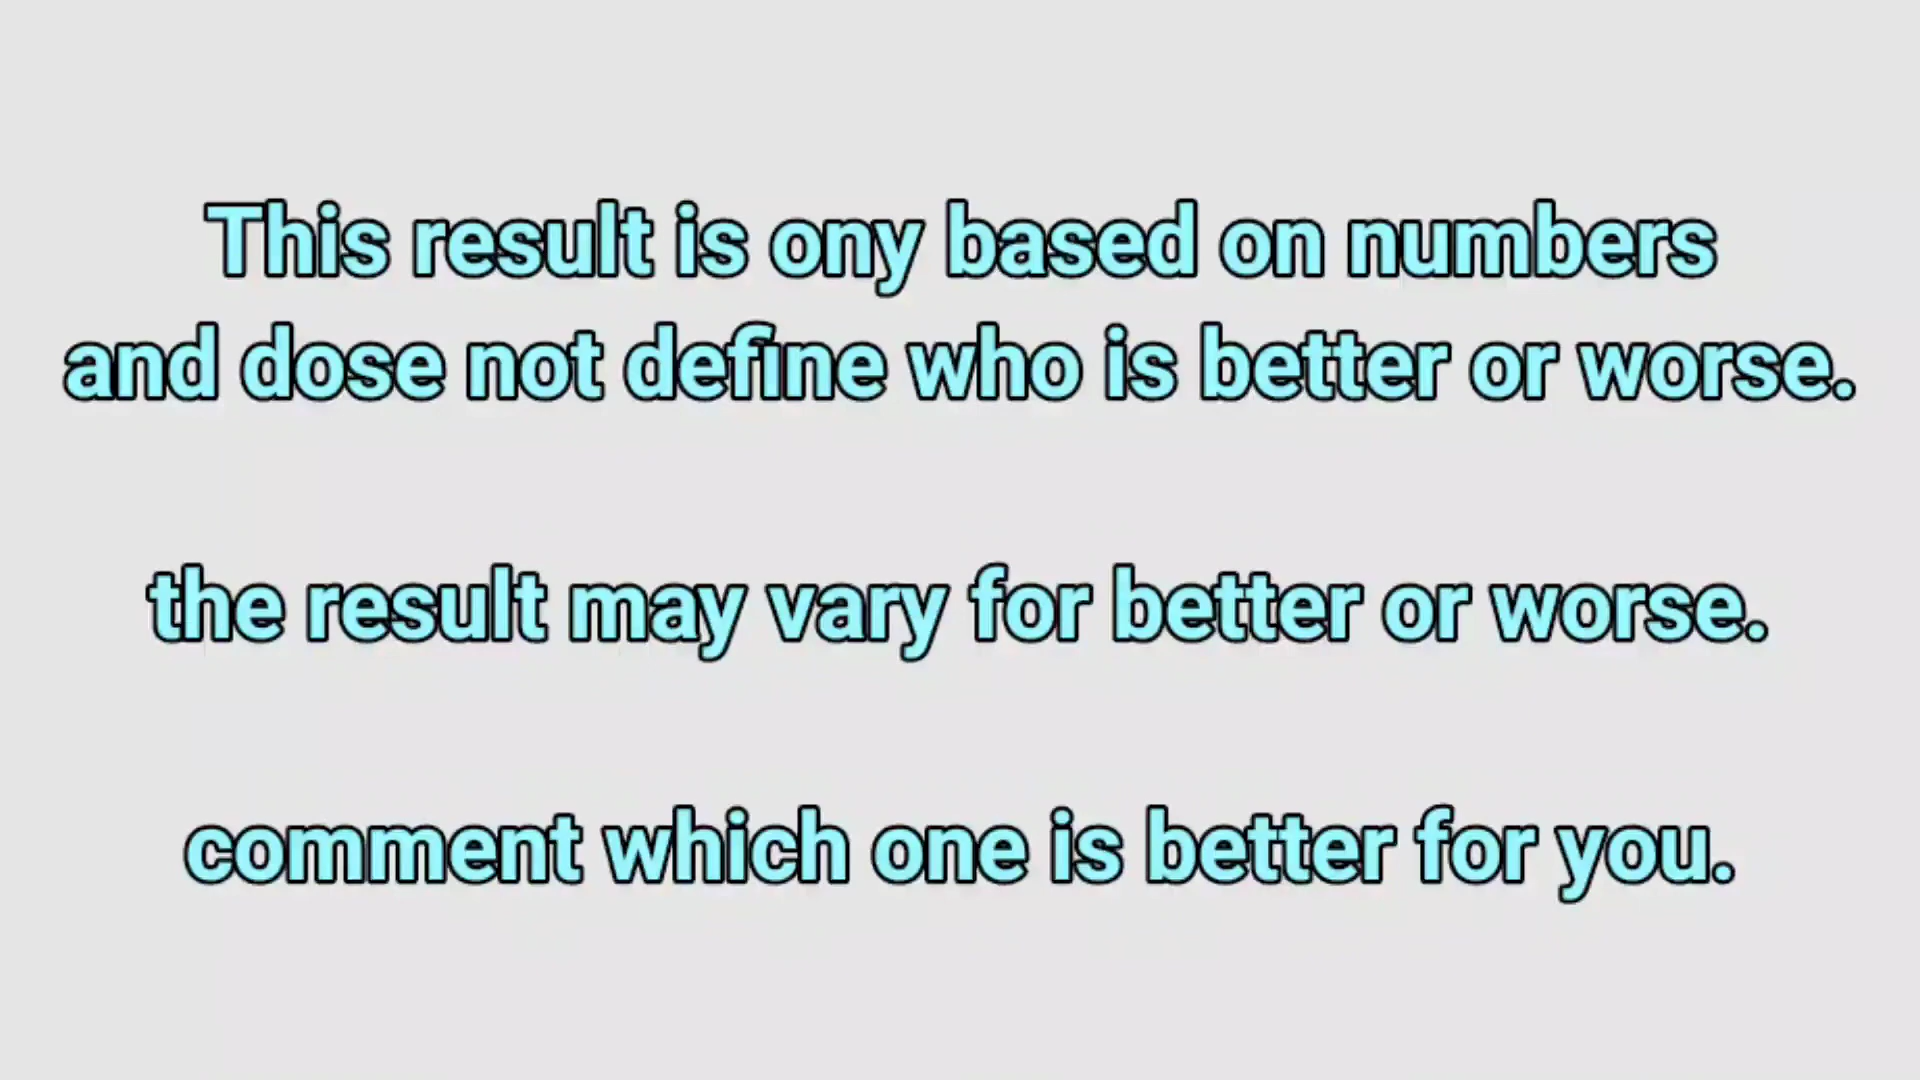 This result is ony based on numbers
and dose not define who is better or worse.
the result may vary for better or worse.
comment which one is better for you.